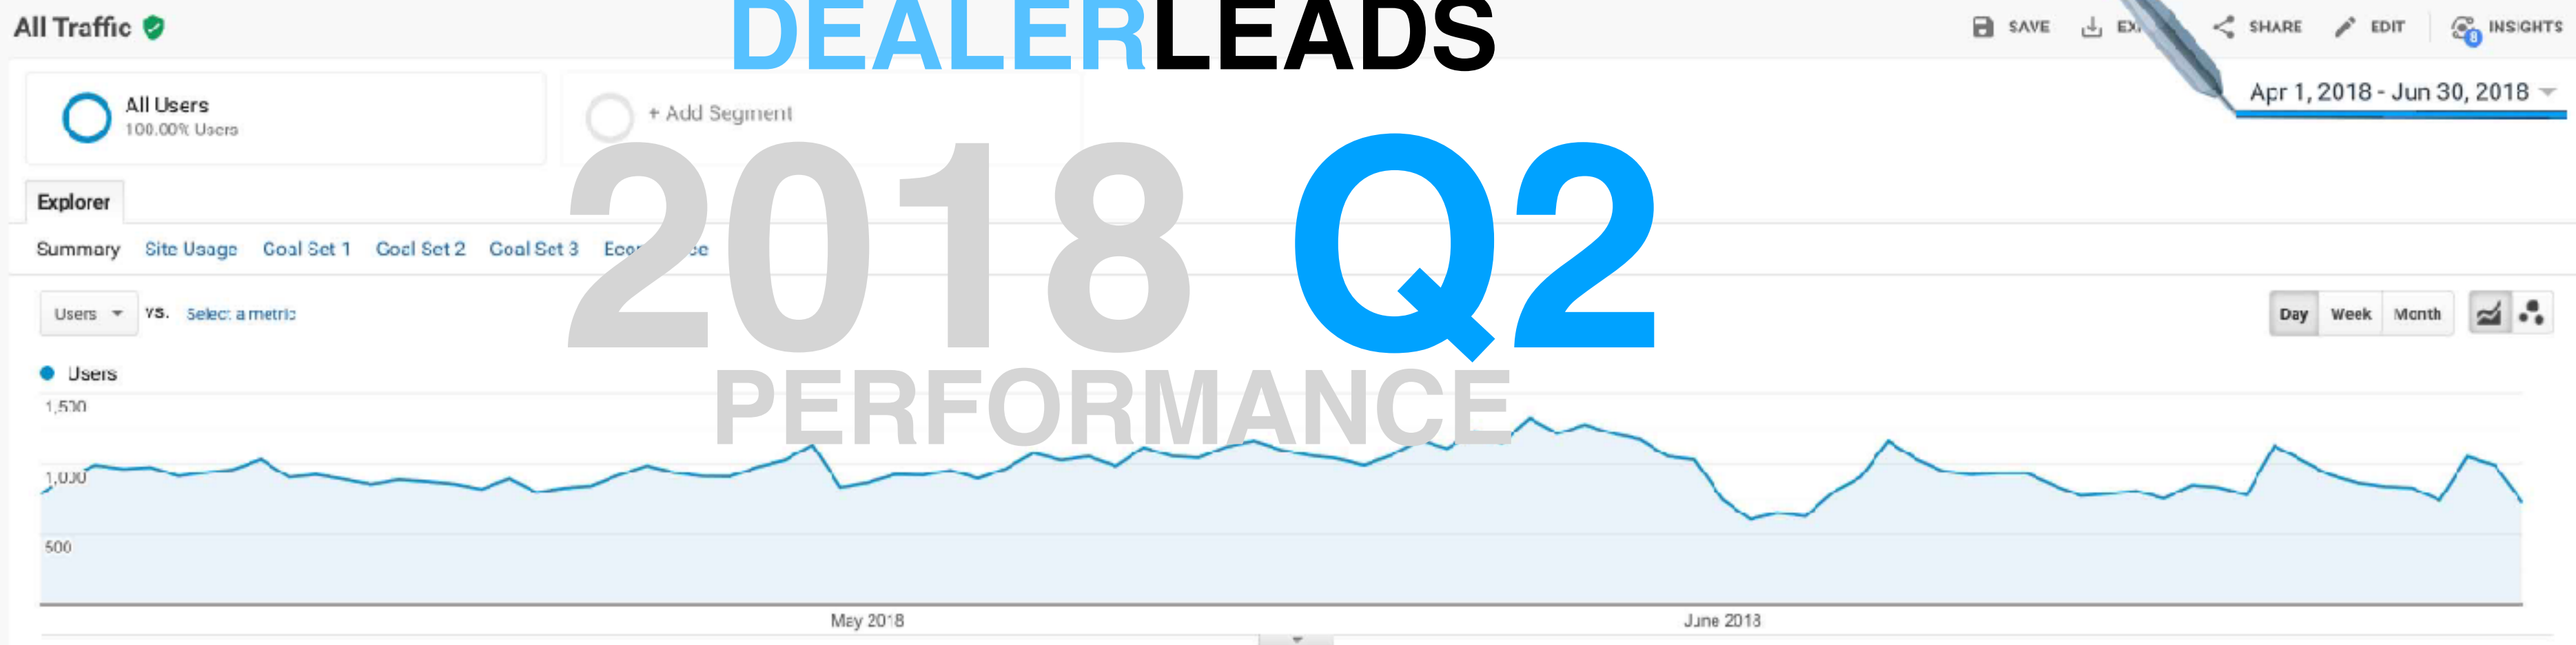 All Traffic
DEALERLEADS
SAVE
SHARE
EDIT
8
INSIGHTS
All Users
100.00% Users
+ Add Segment
Apr 1, 2018 - Jun 30, 2018
2018 Q2
Explorer
Summary Site Usage Goal Set 1 Goal Set 2 Goal Set 3
Users VS. Select a metric
Day Week Month
Users
PERFORMANCE
1,500
1,000
500
May 2018
June 2018